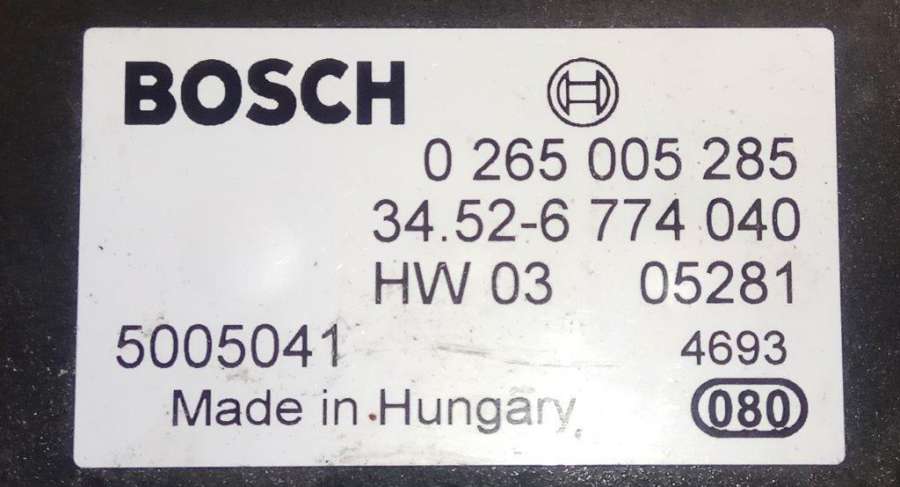 BOSCH
0 265 005 285
34.52-6 774 040
HW 03 05281
5005041 4693
Made in Hungary 080